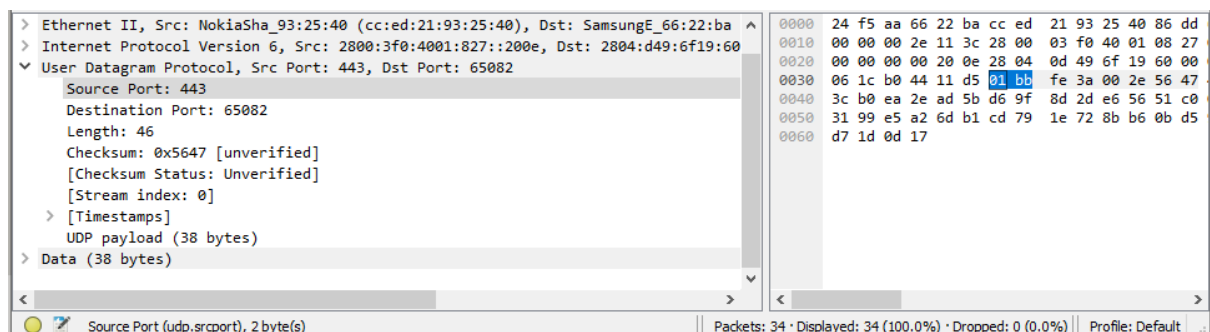 > Ethernet II, Src: NokiaSha_93:25:40 (cc:ed:21:93:25:40), Dst: SamsungE_66:22:ba
> Internet Protocol Version 6, Src: 2800:3f0:4001:827::200e, Dst: 2804:d49:6f19:60
User Datagram Protocol, Src Port: 443, Dst Port: 65082
Source Port: 443
Destination Port: 65082
Length: 46
Checksum: 0x5647 [unverified]
[Checksum Status: Unverified]
[Stream index: 0]
> [Timestamps]
UDP payload (38 bytes)
> Data (38 bytes)
0000 24 f5 aa 66 22 ba cc ed 21 93 25 40 86 dd
0010 00 00 00 2e 11 3c 28 00 03 f0 40 01 08 27
0020 00 00 00 00 20 0e 28 04 0d 49 6f 19 60 00
0030 06 1c b0 44 11 d5 01 bb fe 3a 00 2e 56 47
0040 3c b0 ea 2e ad 5b d6 9f 8d 2d e6 56 51 c0
0050 31 99 e5 a2 6d b1 cd 79 1e 72 8b b6 0b d5
0060 d7 1d 0d 17
Source Port (udp.srcport), 2 byte(s)
Packets: 34 · Displayed: 34 (100.0%) · Dropped: 0 (0.0%)
Profile: Default